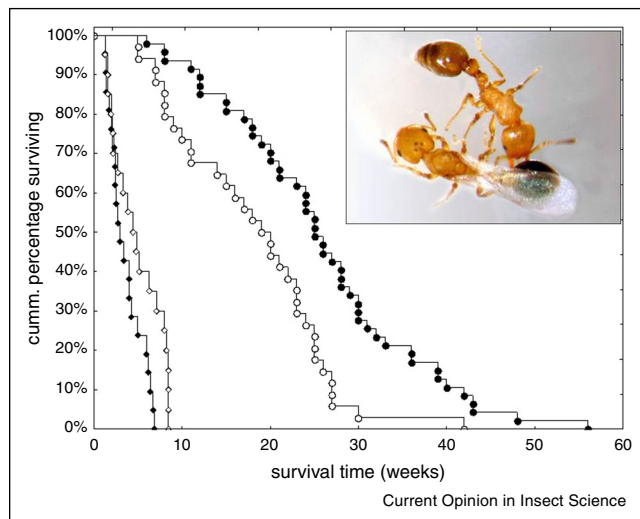 100%
90%
80%
70%
60%
50%
40%
30%
20%
10%
0%
cumm. percentage surviving
0 10 20 30 40 50 60
survival time (weeks)
Current Opinion in Insect Science